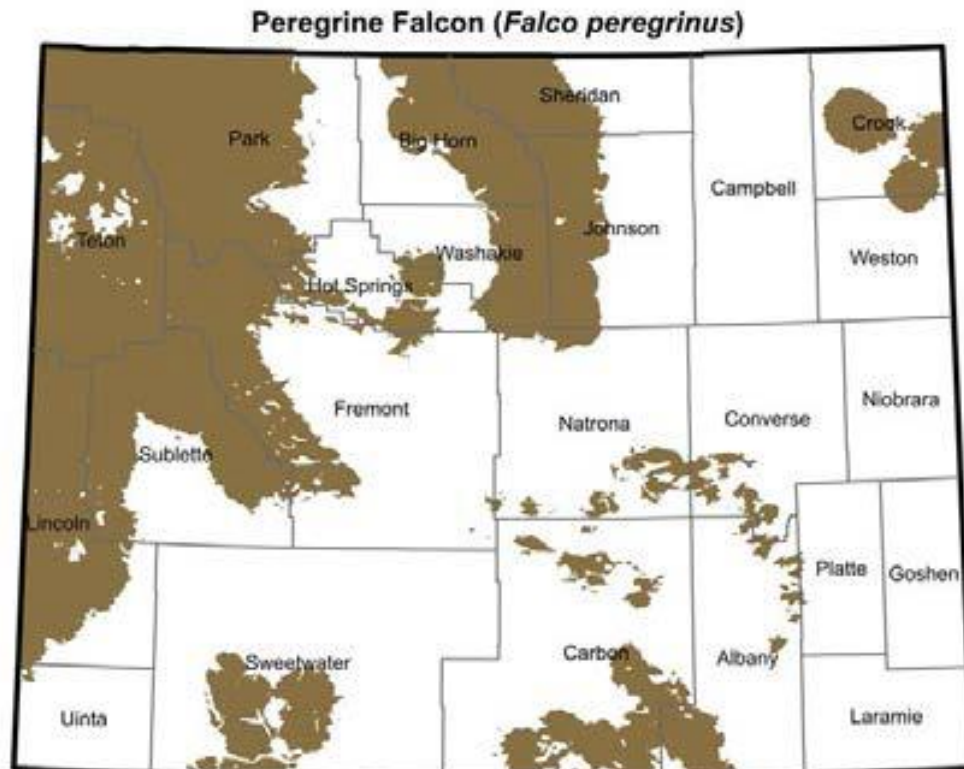 Peregrine Falcon (Falco peregrinus)
Sheridan
Park
Big Horn
Crook
Campbell
Teton
Johnson
Washakie
Weston
Hot Springs
Fremont
Natrona
Converse
Niobrara
Sublette
Lincoln
Platte
Goshen
Sweetwater
Carbon
Albany
Uinta
Laramie